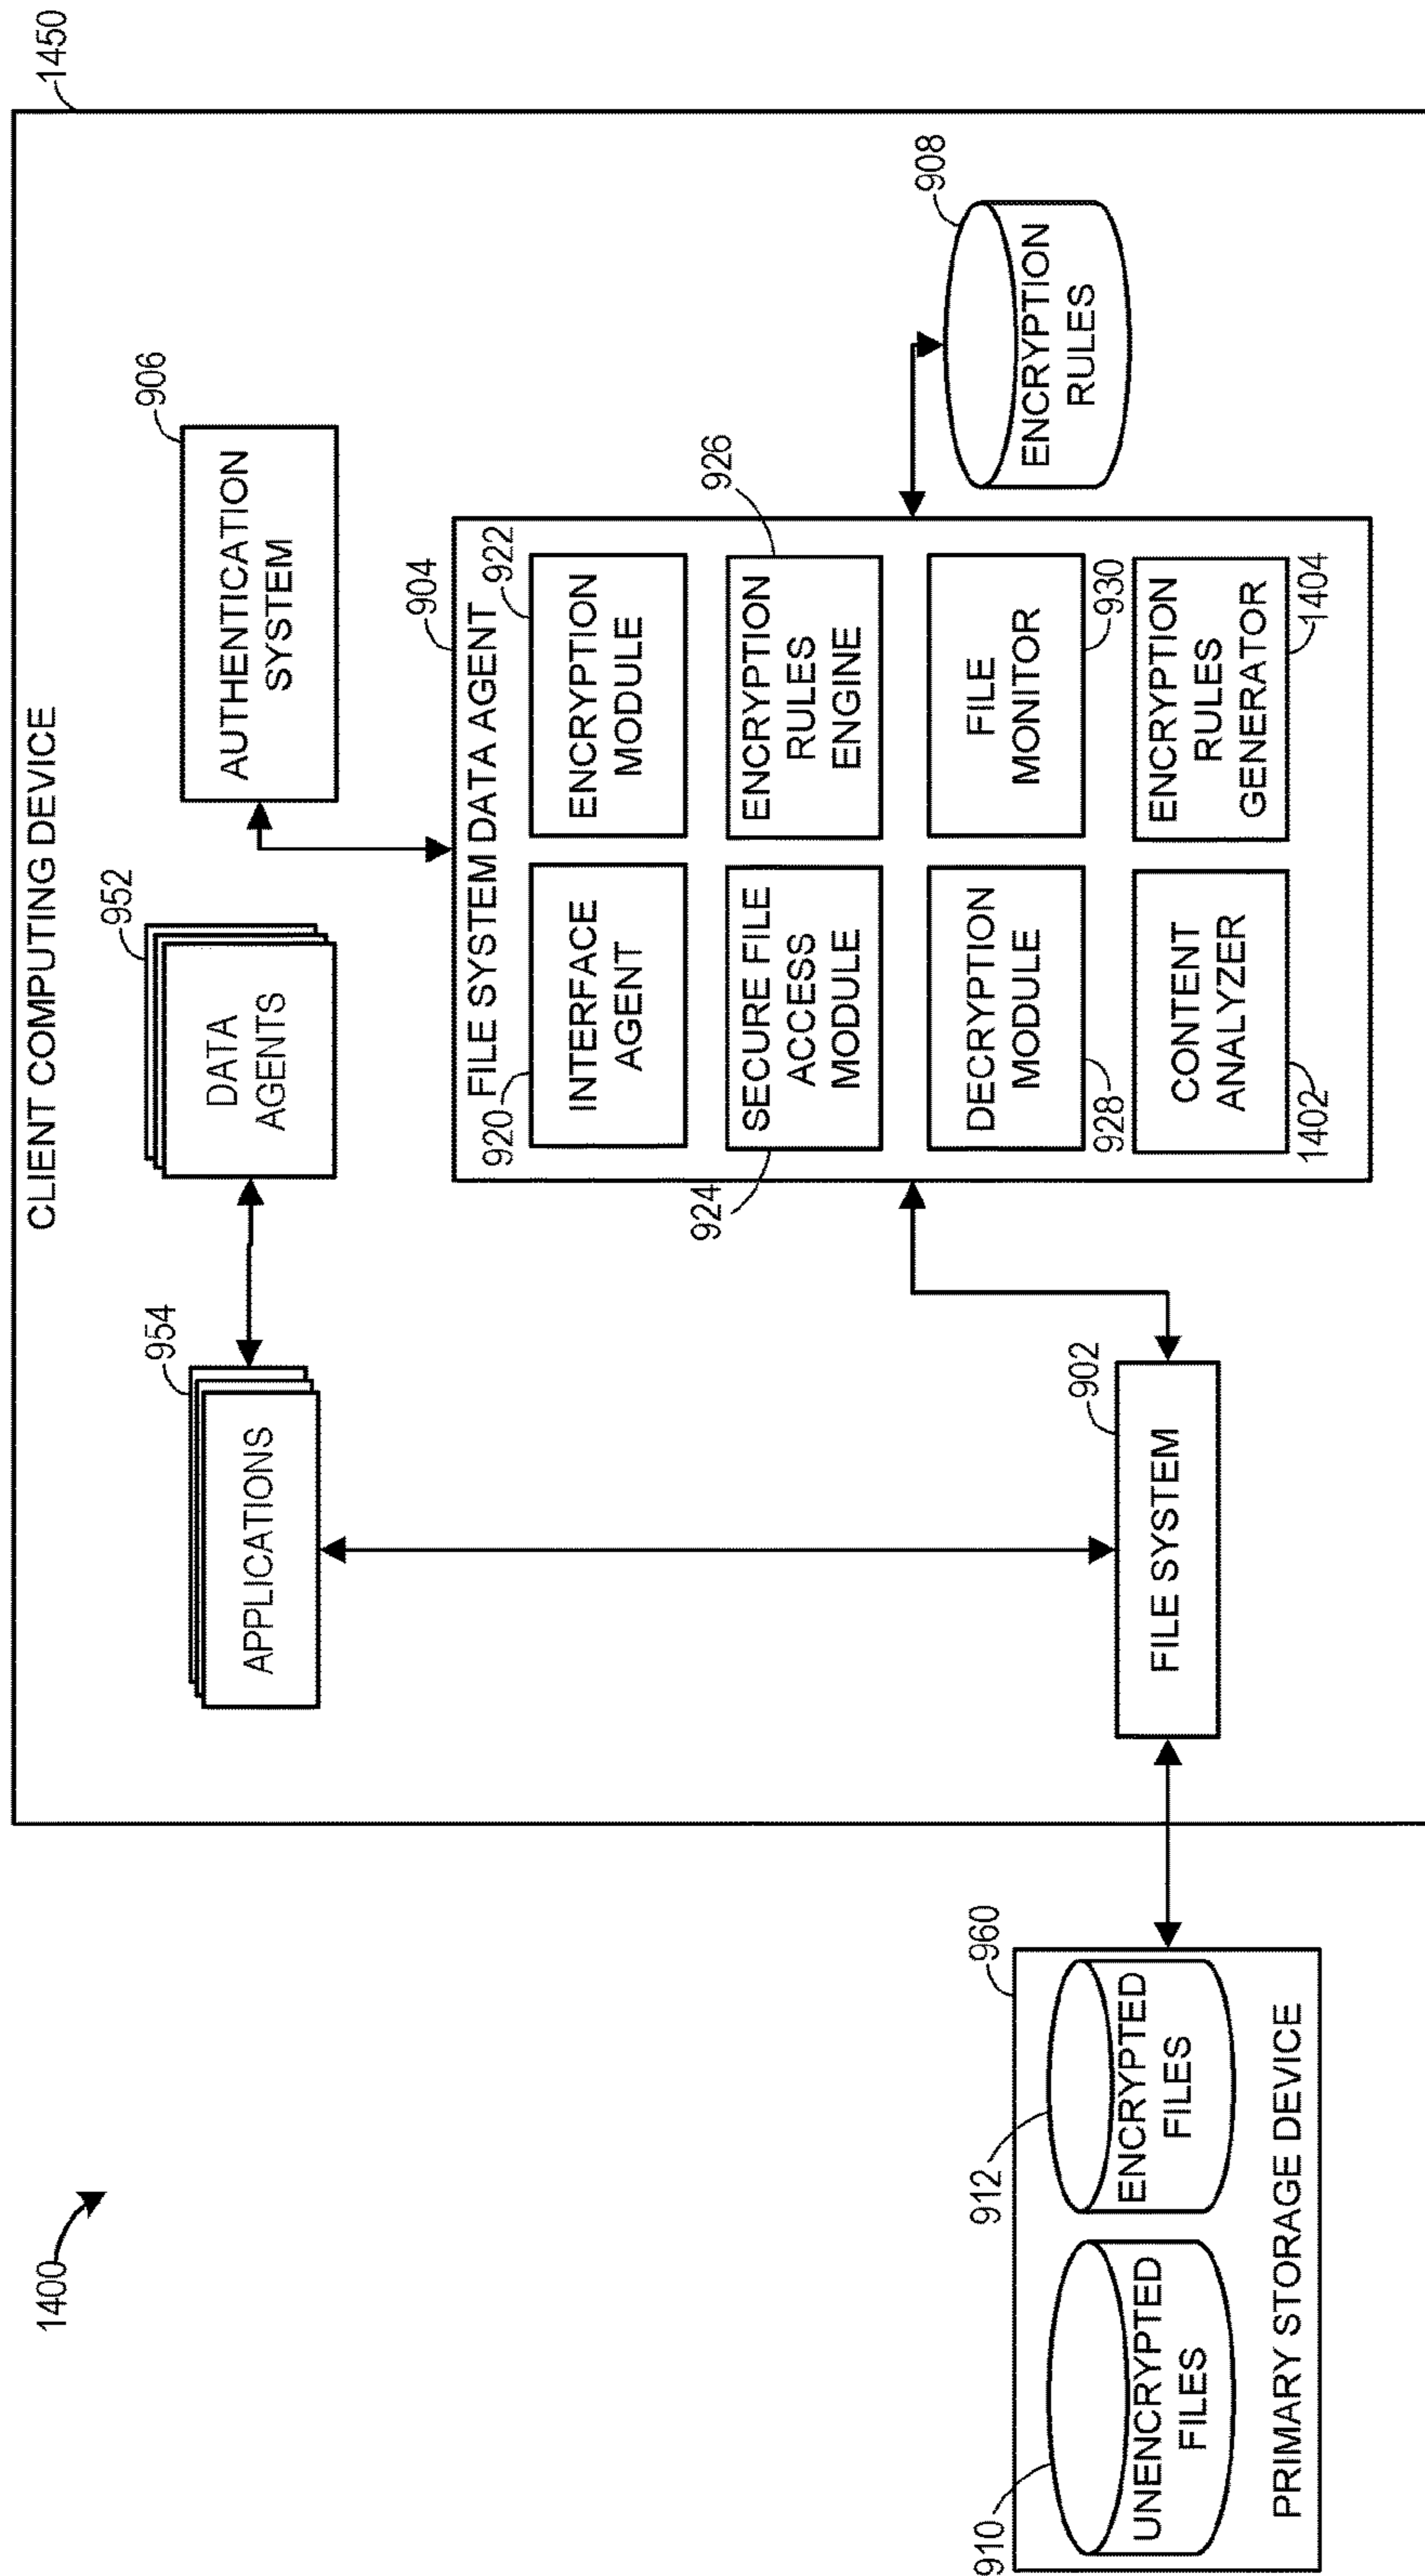 1400
CLIENT COMPUTING DEVICE
1450
954
APPLICATIONS
952
DATA
AGENTS
906
AUTHENTICATION
SYSTEM
904
FILE SYSTEM DATA AGENT
920
INTERFACE
AGENT
922
ENCRYPTION
MODULE
924
SECURE FILE
ACCESS
MODULE
926
ENCRYPTION
RULES
ENGINE
928
DECRYPTION
MODULE
930
FILE
MONITOR
1402
CONTENT
ANALYZER
1404
ENCRYPTION
RULES
GENERATOR
908
ENCRYPTION
RULES
902
FILE SYSTEM
960
910
UNENCRYPTED
FILES
912
ENCRYPTED
FILES
PRIMARY STORAGE DEVICE